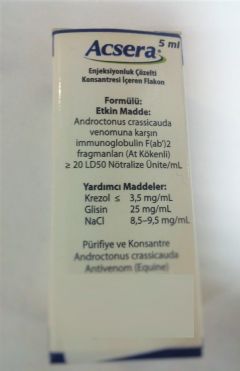 Acsera® 5 ml
Enjeksiyonluk Çözelti
Konsantresi İçeren Flakon
Formülü:
Etkin Madde:
Androctonus crassicauda
venomuna karşın
immunoglobulin F(ab')2
fragmanları (At Kökenli)
≥ 20 LD50 Nötralize Ünite/mL
Yardımcı Maddeler:
Krezol ≤ 3,5 mg/mL
Glisin 25 mg/mL
NaCl 8,5–9,5 mg/mL
Pürifiye ve Konsantre
Androctonus crassicauda
Antivenom (Equine)